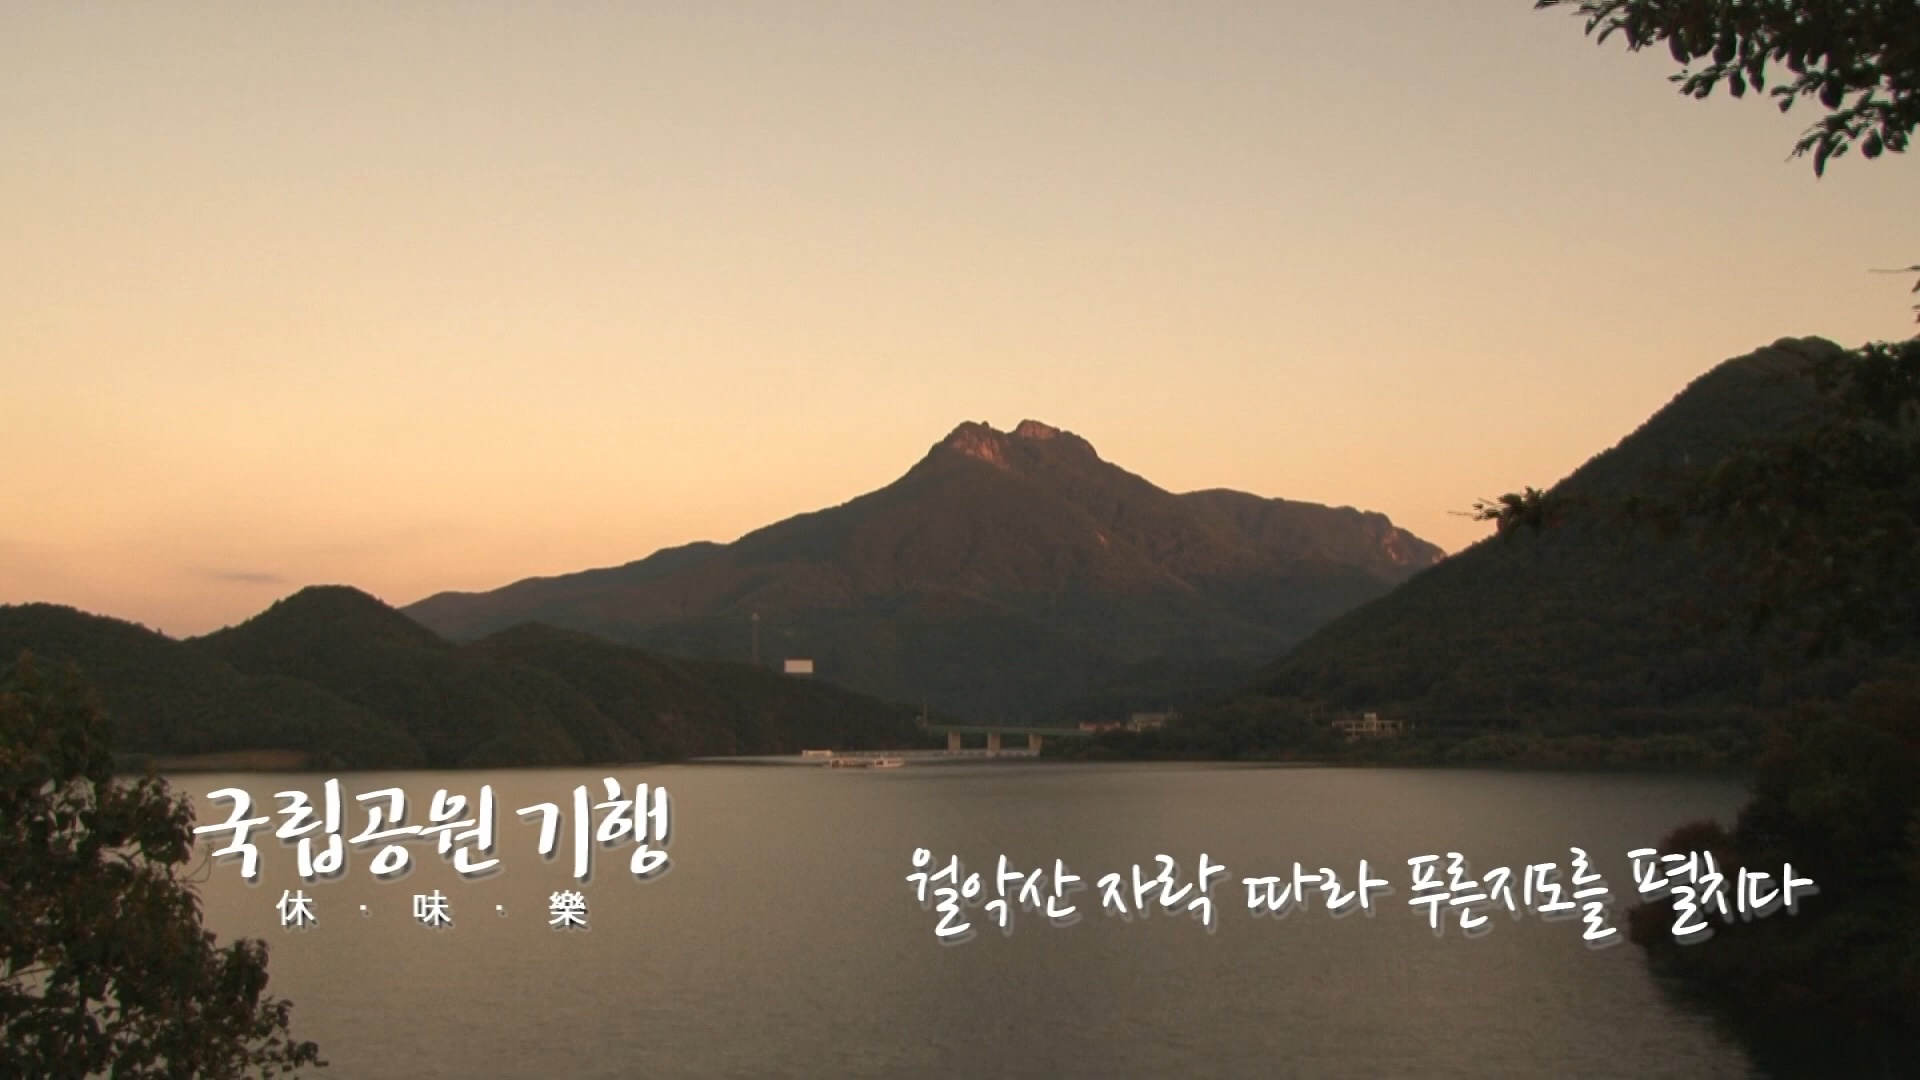 국립공원 기행
休 · 味 · 樂
월악산 자락 따라 푸른지도를 펼치다